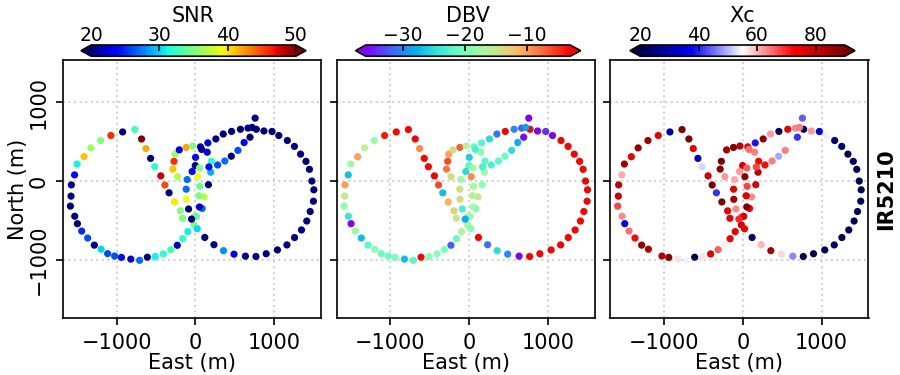 SNR DBV Xc
20 30 40 50 −30 −20 −10 20 40 60 80
1000
0
−1000
North (m)
IR5210
−1000 0 1000 −1000 0 1000 −1000 0 1000
East (m) East (m) East (m)